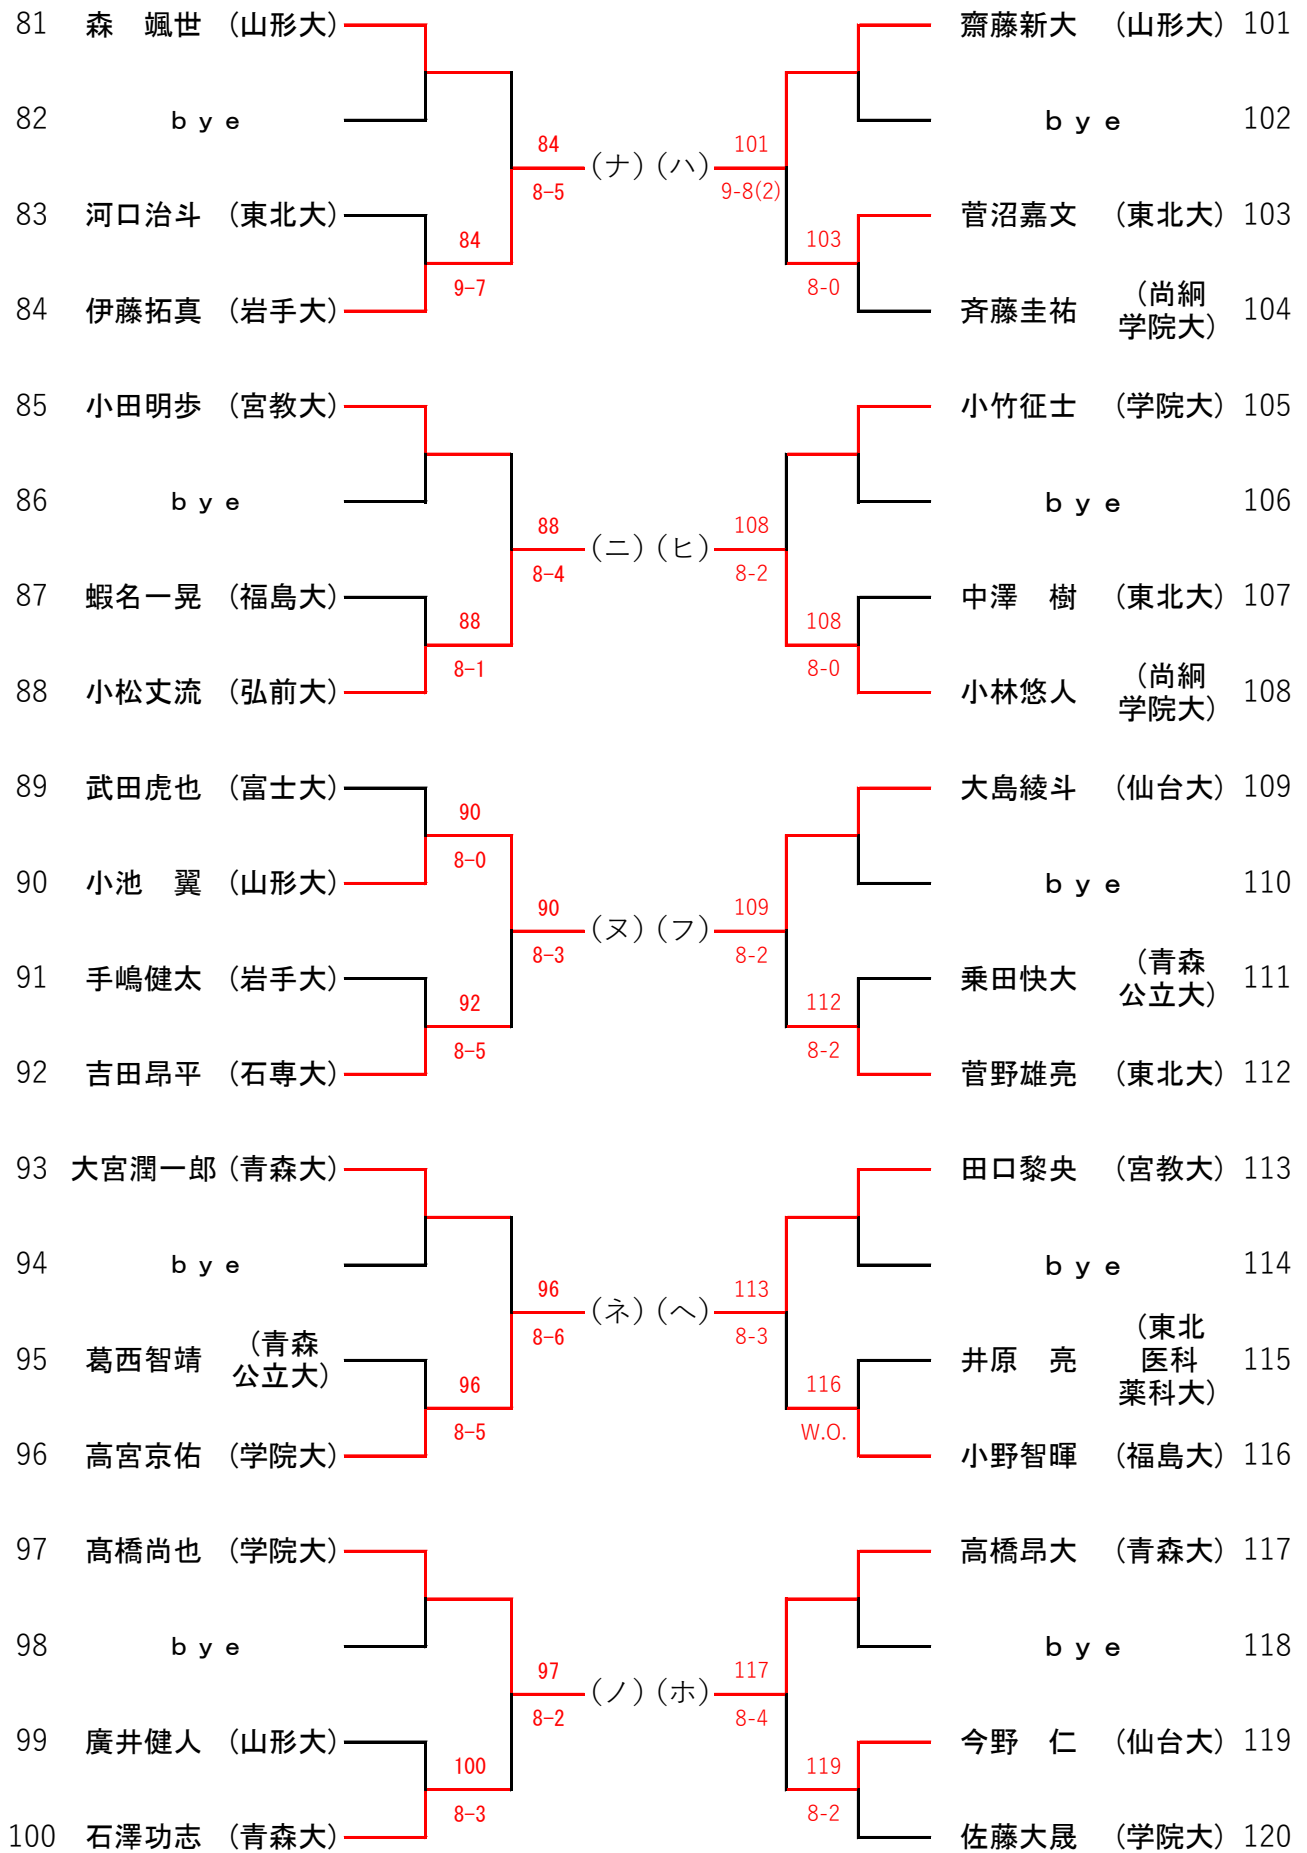 81 森　颯世 (山形大)
82 ｂｙｅ
84
8-5
(ナ)
83 河口治斗 (東北大)
84
9-7
84 伊藤拓真 (岩手大)
85 小田明歩 (宮教大)
86 ｂｙｅ
88
8-4
(ニ)
87 蝦名一晃 (福島大)
88
8-1
88 小松丈流 (弘前大)
89 武田虎也 (富士大)
90
8-0
90 小池　翼 (山形大)
90
8-3
(ヌ)
91 手嶋健太 (岩手大)
92
8-5
92 吉田昂平 (石専大)
93 大宮潤一郎 (青森大)
94 ｂｙｅ
96
8-6
(ネ)
95 葛西智靖 (青森
公立大)
96
8-5
96 高宮京佑 (学院大)
97 髙橋尚也 (学院大)
98 ｂｙｅ
97
8-2
(ノ)
99 廣井健人 (山形大)
100
8-3
100 石澤功志 (青森大)
齋藤新大 (山形大) 101
ｂｙｅ 102
(ハ)
101
9-8(2)
菅沼嘉文 (東北大) 103
103
8-0
斉藤圭祐 (尚絅
学院大) 104
小竹征士 (学院大) 105
ｂｙｅ 106
(ヒ)
108
8-2
中澤　樹 (東北大) 107
108
8-0
小林悠人 (尚絅
学院大) 108
大島綾斗 (仙台大) 109
ｂｙｅ 110
(フ)
109
8-2
乗田快大 (青森
公立大) 111
112
8-2
菅野雄亮 (東北大) 112
田口黎央 (宮教大) 113
ｂｙｅ 114
(ヘ)
113
8-3
井原　亮 (東北
医科
薬科大) 115
116
W.O.
小野智暉 (福島大) 116
高橋昂大 (青森大) 117
ｂｙｅ 118
(ホ)
117
8-4
今野　仁 (仙台大) 119
119
8-2
佐藤大晟 (学院大) 120